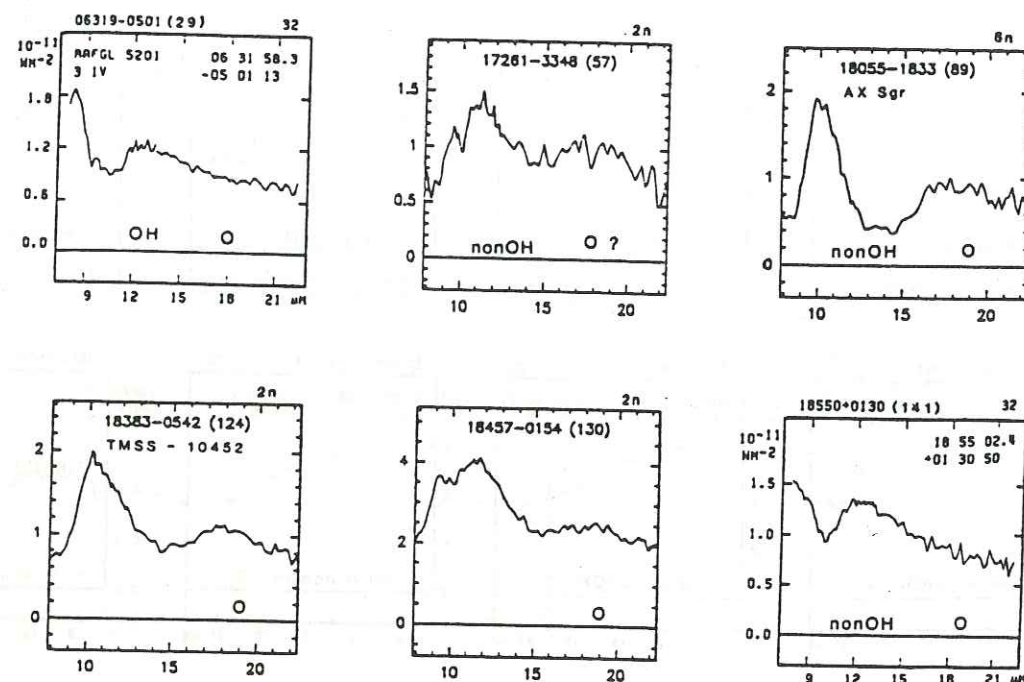 06319-0501 (29) 32
10-11
WM-2
RAFGL 5201 06 31 58.3
3 IV -05 01 13
1.8
1.2
0.6
0.0
OH O
9 12 15 18 21 μM
2n
17261-3348 (57)
1.5
1
0.5
0
nonOH O ?
10 15 20
6n
18055-1833 (89)
AX Sgr
2
1
0
nonOH O
10 15 20
2n
18383-0542 (124)
TMSS - 10452
2
1
0
O
10 15 20
2n
18457-0154 (130)
4
2
0
O
10 15 20
18550+0130 (141) 32
10-11
WM-2
18 55 02.4
+01 30 50
1.5
1.0
0.5
0.0
nonOH O
9 12 15 18 21 μM